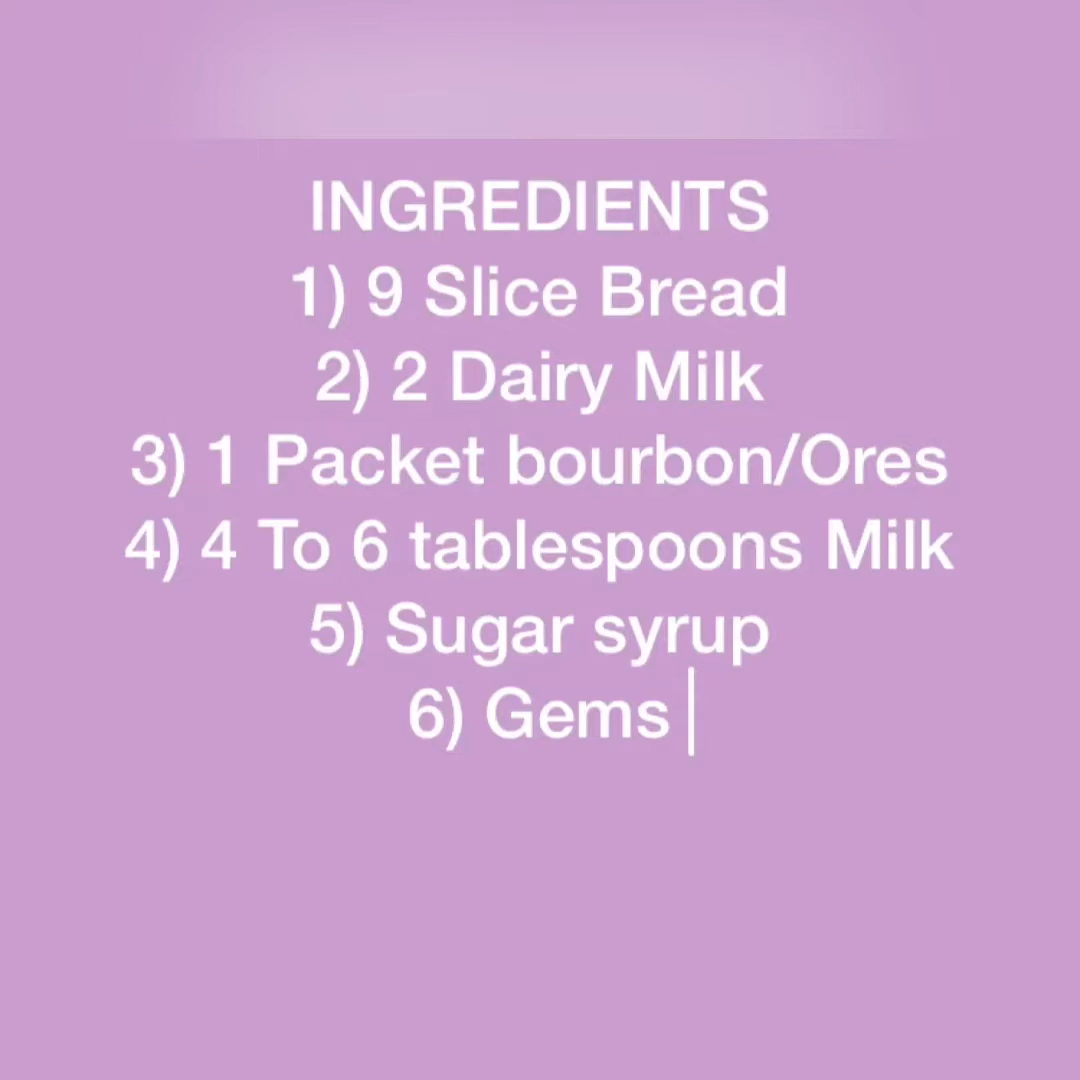 INGREDIENTS
1) 9 Slice Bread
2) 2 Dairy Milk
3) 1 Packet bourbon/Ores
4) 4 To 6 tablespoons Milk
5) Sugar syrup
6) Gems